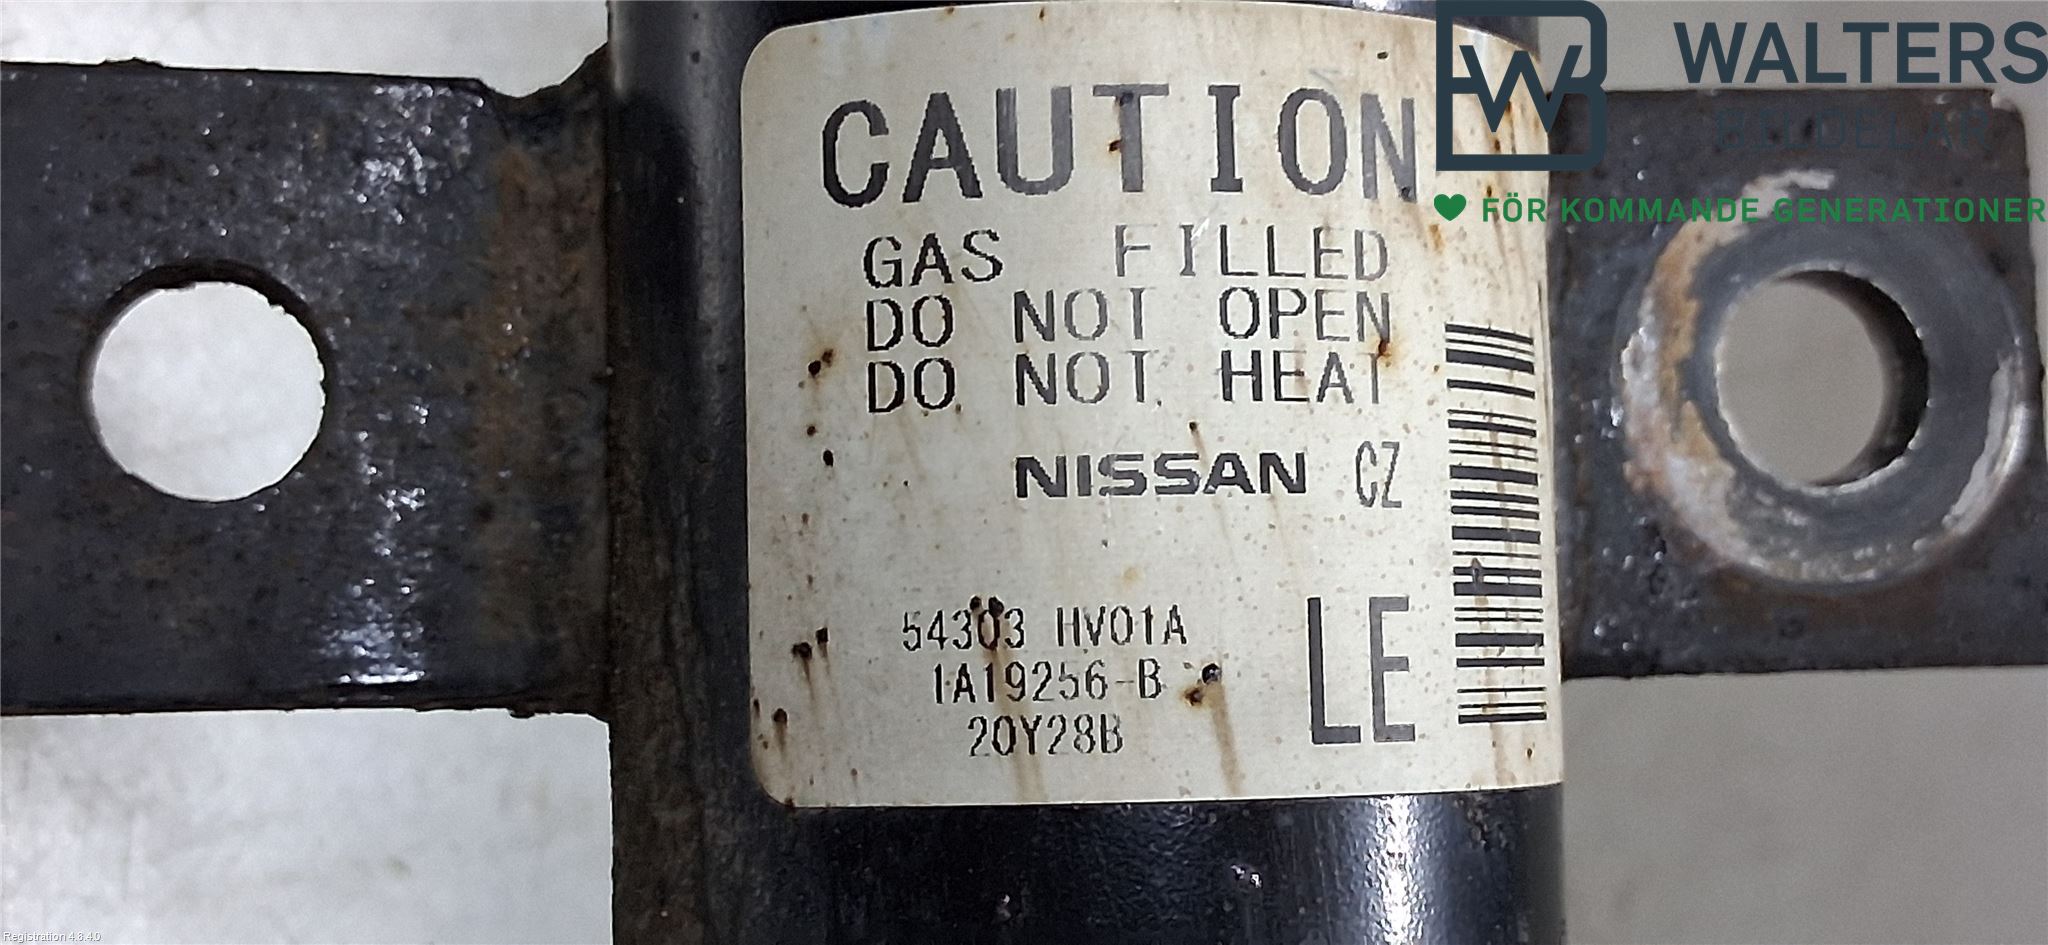 WALTERS
BILDELAR
FÖR KOMMANDE GENERATIONER
CAUTION
GAS FILLED
DO NOT OPEN
DO NOT HEAT
NISSAN CZ
54303 HV01A
1A19256-B
20Y28B
LE
Registration 4.8.4.0